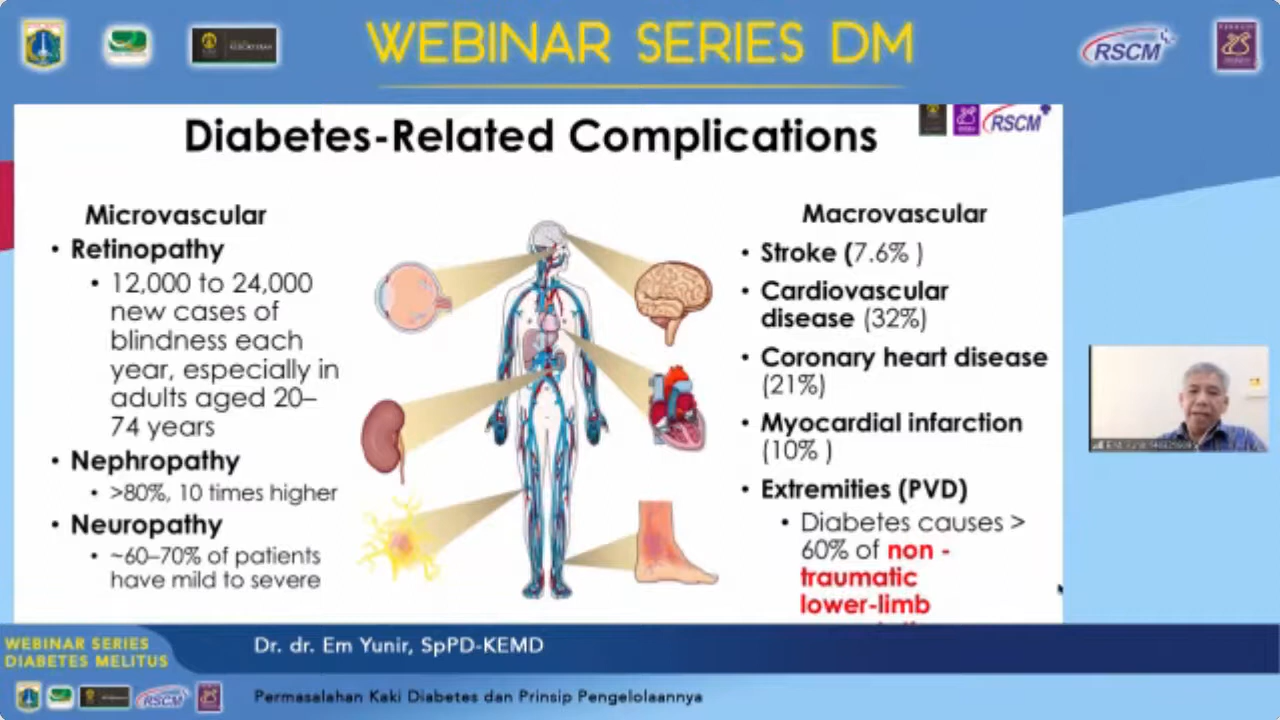 WEBINAR SERIES DM
RSCM
RSCM
Diabetes-Related Complications
Microvascular
• Retinopathy
• 12,000 to 24,000
new cases of
blindness each
year, especially in
adults aged 20–
74 years
• Nephropathy
• >80%, 10 times higher
• Neuropathy
• ~60–70% of patients
have mild to severe
Macrovascular
• Stroke (7.6% )
• Cardiovascular
disease (32%)
• Coronary heart disease
(21%)
• Myocardial infarction
(10% )
• Extremities (PVD)
• Diabetes causes >
60% of non -
traumatic
lower-limb
WEBINAR SERIES
DIABETES MELITUS
Dr. dr. Em Yunir, SpPD-KEMD
RSCM
Permasalahan Kaki Diabetes dan Prinsip Pengelolaannya